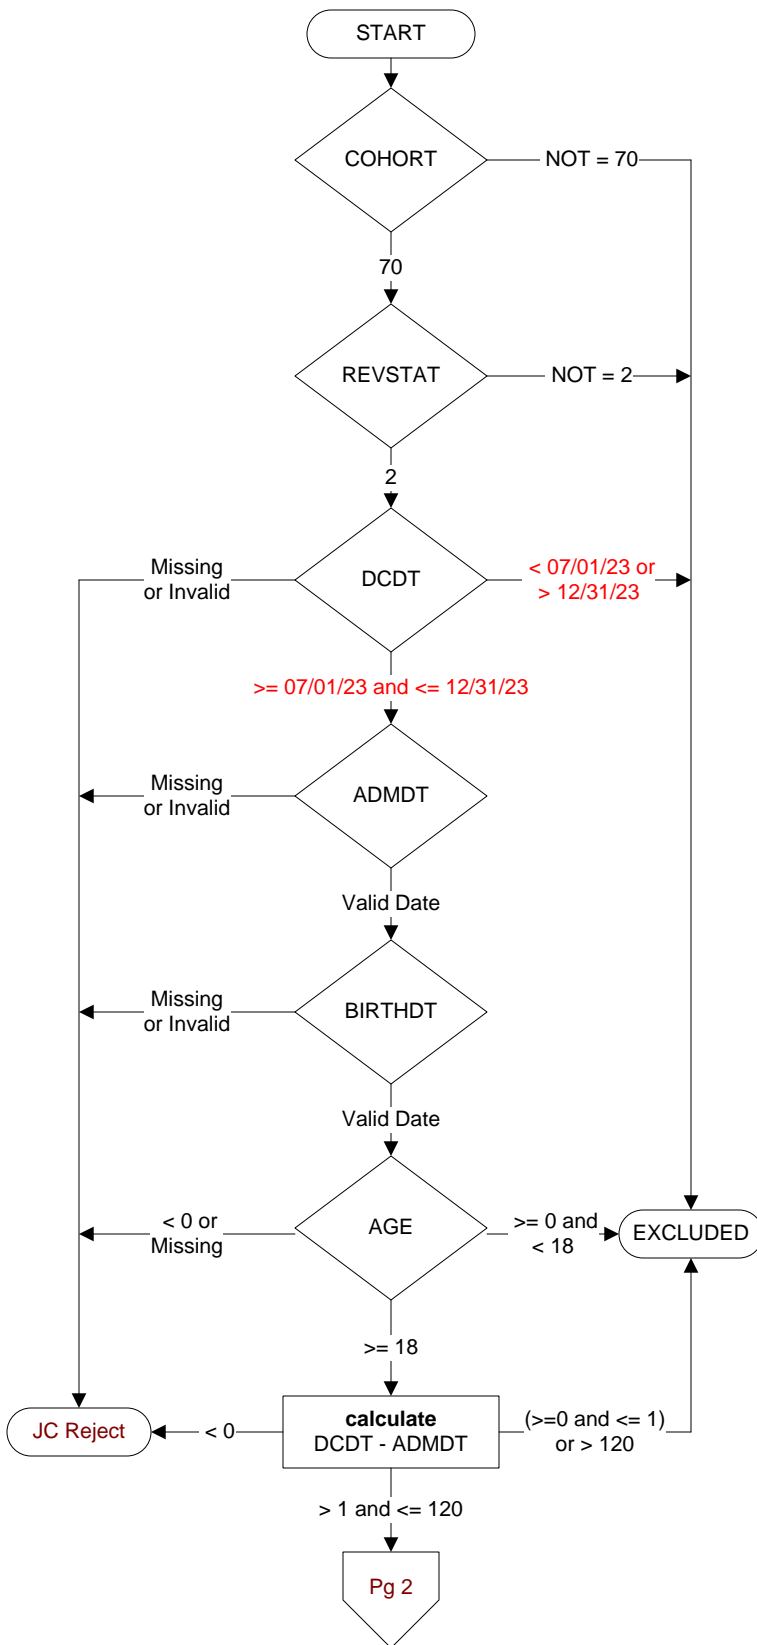 START
COHORT
NOT = 70
70
REVSTAT
NOT = 2
2
Missing
or Invalid
DCDT
< 07/01/23 or
> 12/31/23
>= 07/01/23 and <= 12/31/23
Missing
or Invalid
ADMDT
Valid Date
Missing
or Invalid
BIRTHDT
Valid Date
< 0 or
Missing
AGE
>= 0 and
< 18
EXCLUDED
>= 18
JC Reject
< 0
calculate
DCDT - ADMDT
(>=0 and <= 1)
or > 120
> 1 and <= 120
Pg 2